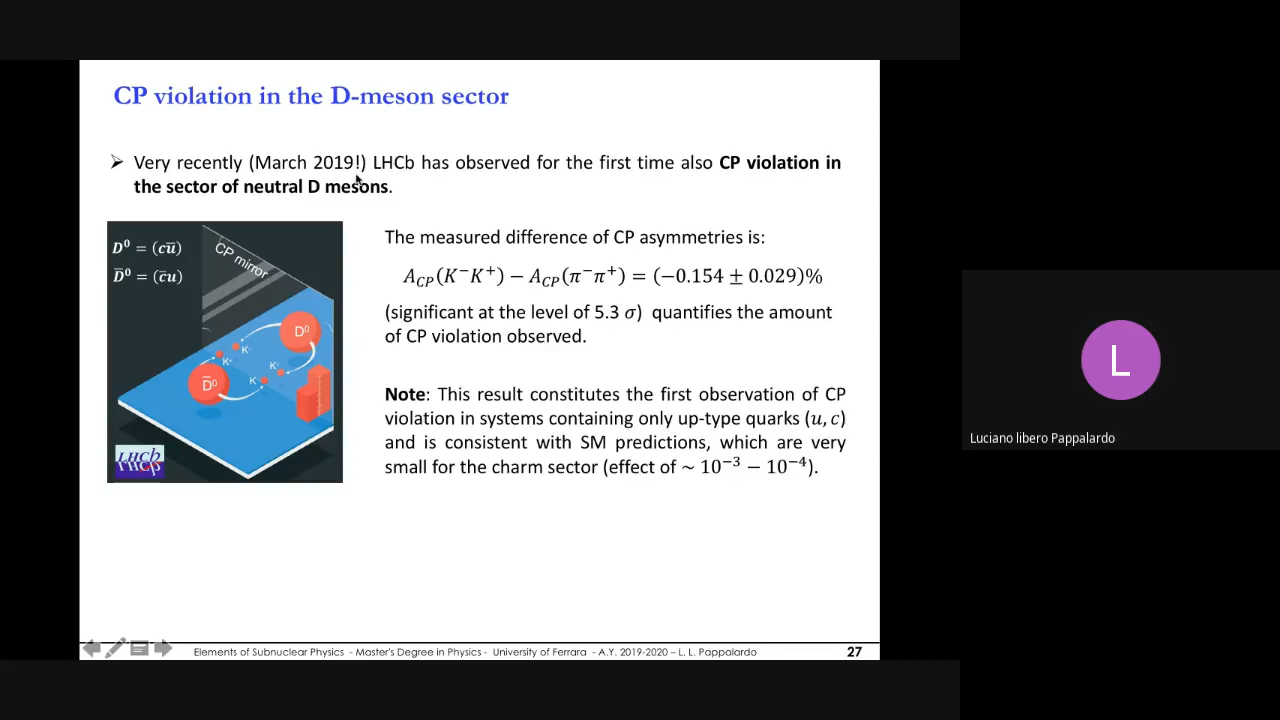 CP violation in the D-meson sector
➢ Very recently (March 2019!) LHCb has observed for the first time also CP violation in
the sector of neutral D mesons.
D⁰ = (cū)
D̅⁰ = (c̅u)
CP mirror
D⁰
K⁻
K⁺
K⁺
D̅⁰
K⁻
LHCb
LHCb
The measured difference of CP asymmetries is:
A_CP(K⁻K⁺) − A_CP(π⁻π⁺) = (−0.154 ± 0.029)%
(significant at the level of 5.3 σ) quantifies the amount
of CP violation observed.
Note: This result constitutes the first observation of CP
violation in systems containing only up-type quarks (u, c)
and is consistent with SM predictions, which are very
small for the charm sector (effect of ~ 10⁻³ − 10⁻⁴).
Elements of Subnuclear Physics - Master's Degree in Physics - University of Ferrara - A.Y. 2019-2020 – L. L. Pappalardo
27
L
Luciano libero Pappalardo